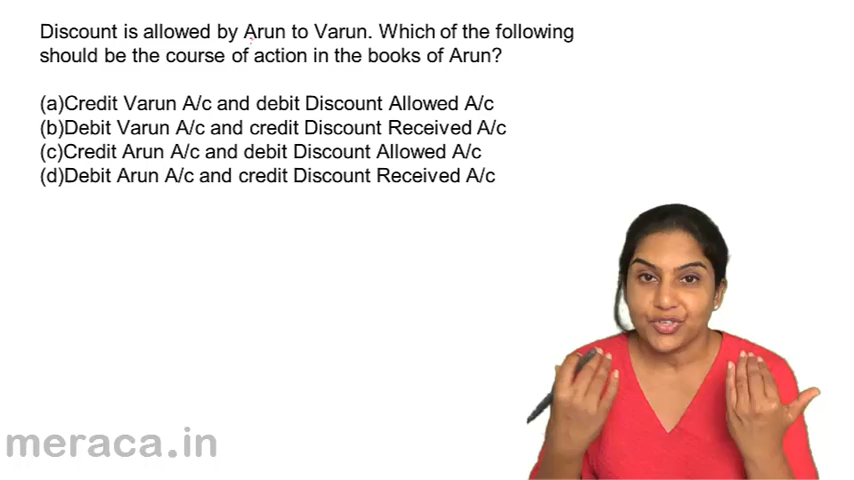 Discount is allowed by Arun to Varun. Which of the following
should be the course of action in the books of Arun?
(a)Credit Varun A/c and debit Discount Allowed A/c
(b)Debit Varun A/c and credit Discount Received A/c
(c)Credit Arun A/c and debit Discount Allowed A/c
(d)Debit Arun A/c and credit Discount Received A/c
meraca.in